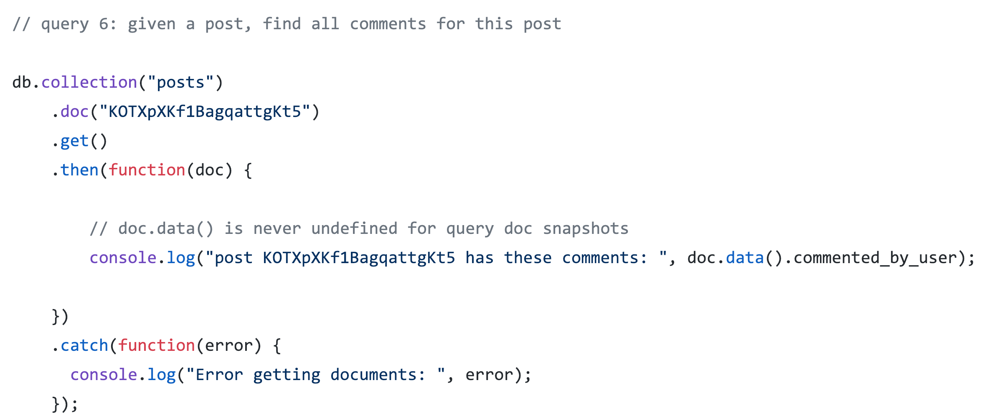 // query 6: given a post, find all comments for this post
db.collection("posts")
.doc("KOTXpXKf1BagqattgKt5")
.get()
.then(function(doc) {
// doc.data() is never undefined for query doc snapshots
console.log("post KOTXpXKf1BagqattgKt5 has these comments: ", doc.data().commented_by_user);
})
.catch(function(error) {
console.log("Error getting documents: ", error);
});